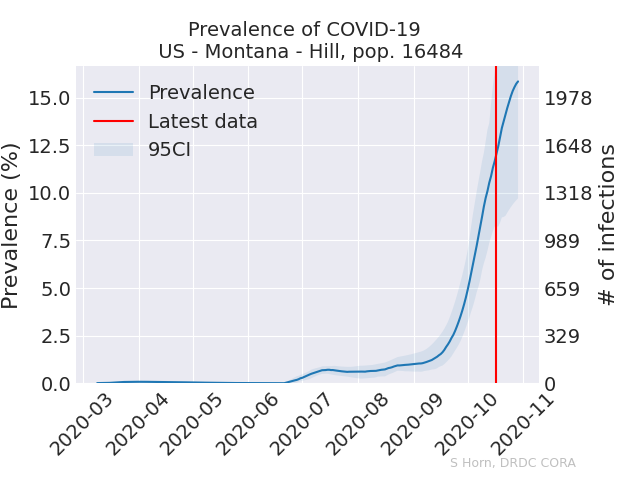 Prevalence of COVID-19
US - Montana - Hill, pop. 16484
Prevalence
Latest data
95CI
Prevalence (%)
15.0
12.5
10.0
7.5
5.0
2.5
0.0
1978
1648
1318
989
659
329
0
# of infections
2020-03
2020-04
2020-05
2020-06
2020-07
2020-08
2020-09
2020-10
2020-11
S Horn, DRDC CORA